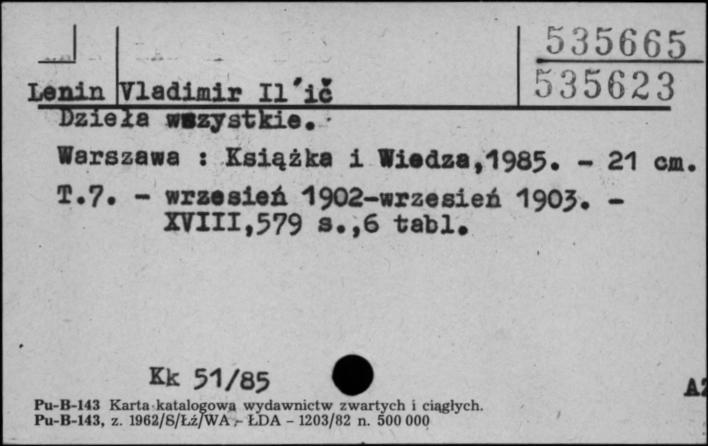 535665
535623
Lenin Vladimir Il´ič
Dzieła wszystkie.
Warszawa : Książka i Wiedza,1985. - 21 cm.
T.7. - wrzesień 1902-wrzesień 1903. -
XVIII,579 s.,6 tabl.
Kk 51/85
Pu-B-143 Karta katalogowa wydawnictw zwartych i ciągłych.
Pu-B-143, z. 1962/S/Łź/WA - ŁDA - 1203/82 n. 500 000